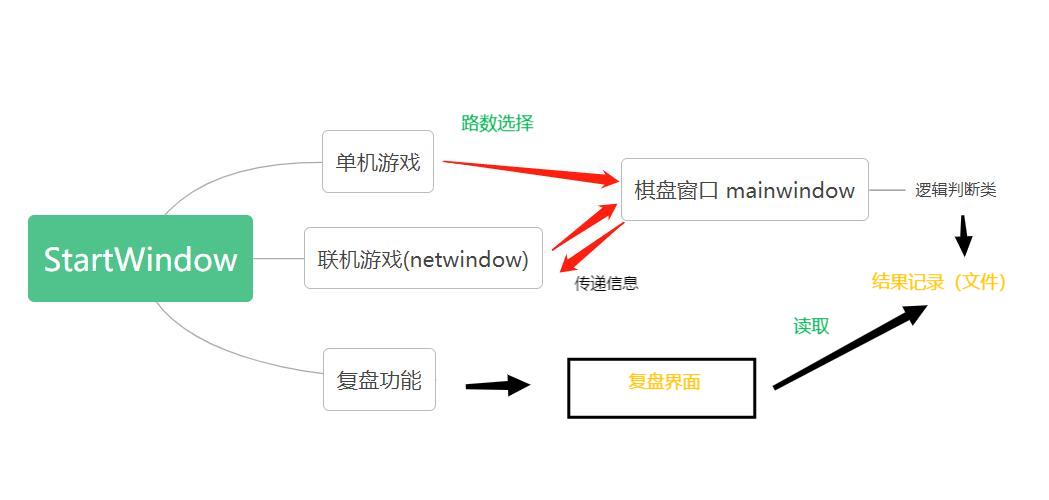 路数选择
单机游戏
棋盘窗口 mainwindow
逻辑判断类
StartWindow
联机游戏(netwindow)
传递信息
结果记录（文件）
读取
复盘功能
复盘界面